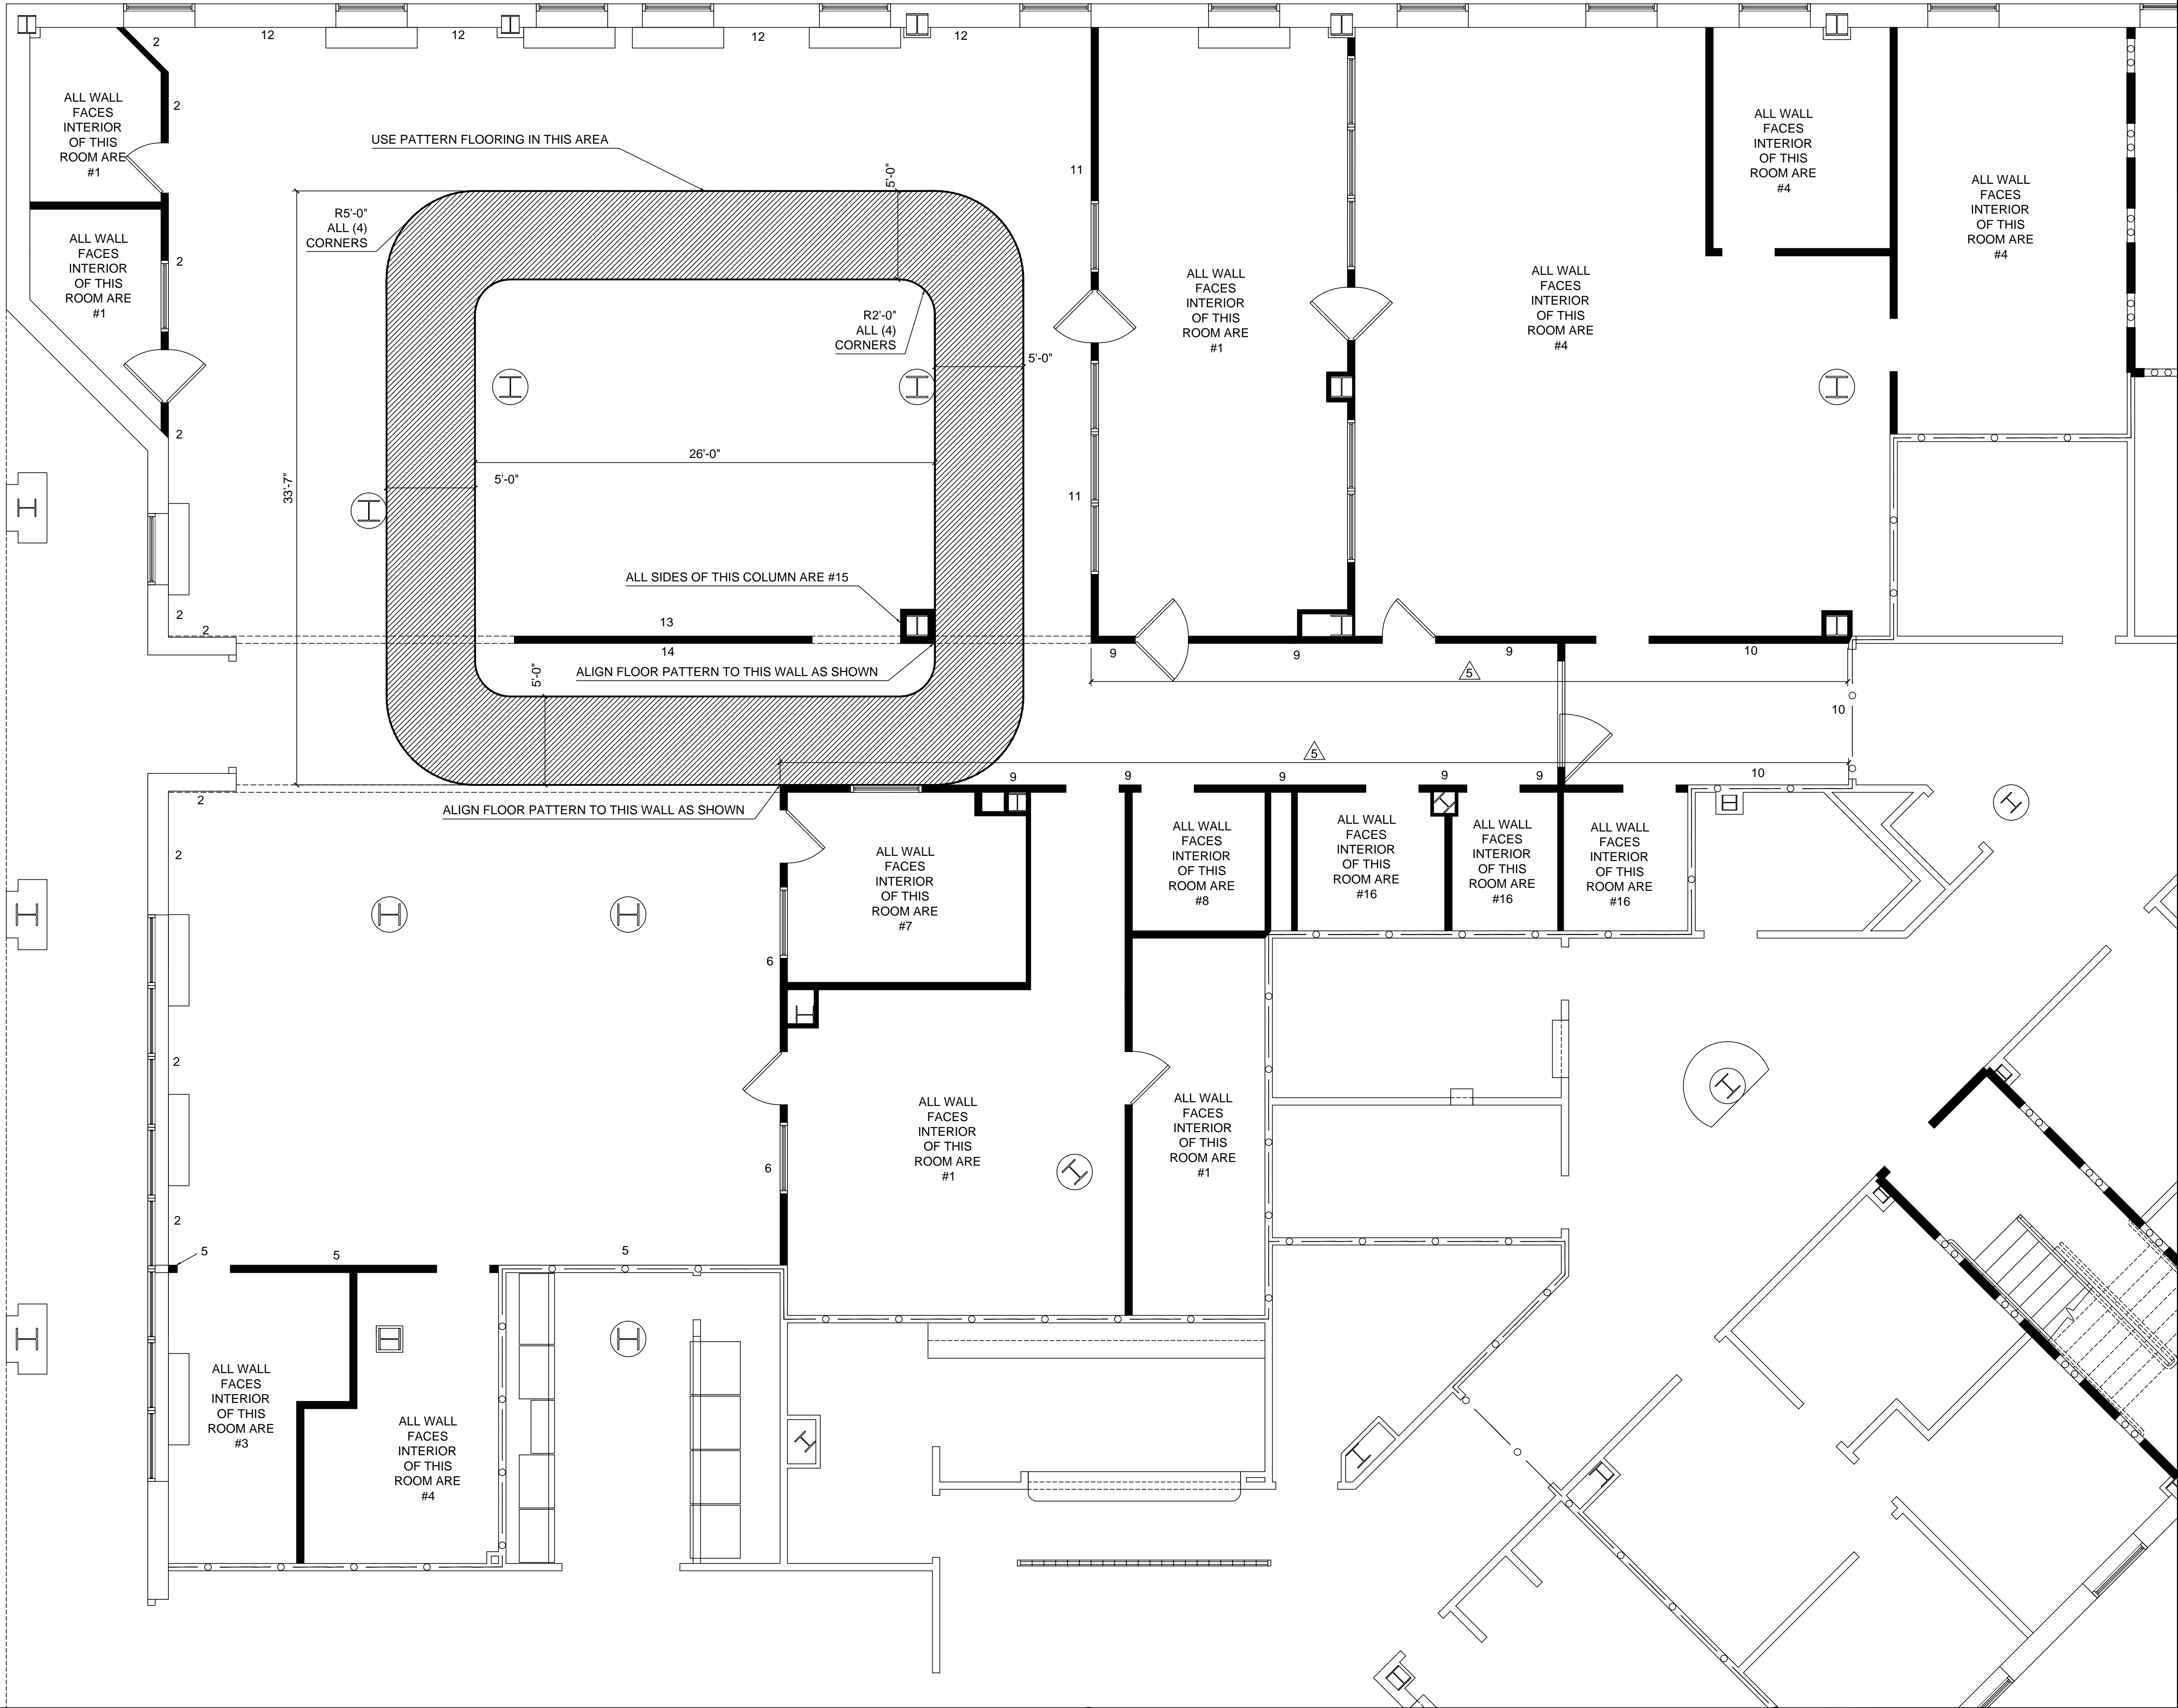 2
12
12
12
12
2
ALL WALL
FACES
INTERIOR
OF THIS
ROOM ARE
#1
USE PATTERN FLOORING IN THIS AREA
5'-0"
11
ALL WALL
FACES
INTERIOR
OF THIS
ROOM ARE
#4
ALL WALL
FACES
INTERIOR
OF THIS
ROOM ARE
#4
R5'-0"
ALL (4)
CORNERS
ALL WALL
FACES
INTERIOR
OF THIS
ROOM ARE
#1
2
ALL WALL
FACES
INTERIOR
OF THIS
ROOM ARE
#1
ALL WALL
FACES
INTERIOR
OF THIS
ROOM ARE
#4
R2'-0"
ALL (4)
CORNERS
5'-0"
2
26'-0"
5'-0"
33'-7"
11
ALL SIDES OF THIS COLUMN ARE #15
2
2
13
14
9
9
9
10
ALIGN FLOOR PATTERN TO THIS WALL AS SHOWN
5'-0"
5
10
5
9
9
9
9
9
10
2
ALIGN FLOOR PATTERN TO THIS WALL AS SHOWN
2
ALL WALL
FACES
INTERIOR
OF THIS
ROOM ARE
#7
ALL WALL
FACES
INTERIOR
OF THIS
ROOM ARE
#8
ALL WALL
FACES
INTERIOR
OF THIS
ROOM ARE
#16
ALL WALL
FACES
INTERIOR
OF THIS
ROOM ARE
#16
ALL WALL
FACES
INTERIOR
OF THIS
ROOM ARE
#16
6
2
ALL WALL
FACES
INTERIOR
OF THIS
ROOM ARE
#1
ALL WALL
FACES
INTERIOR
OF THIS
ROOM ARE
#1
6
2
5
5
5
ALL WALL
FACES
INTERIOR
OF THIS
ROOM ARE
#3
ALL WALL
FACES
INTERIOR
OF THIS
ROOM ARE
#4